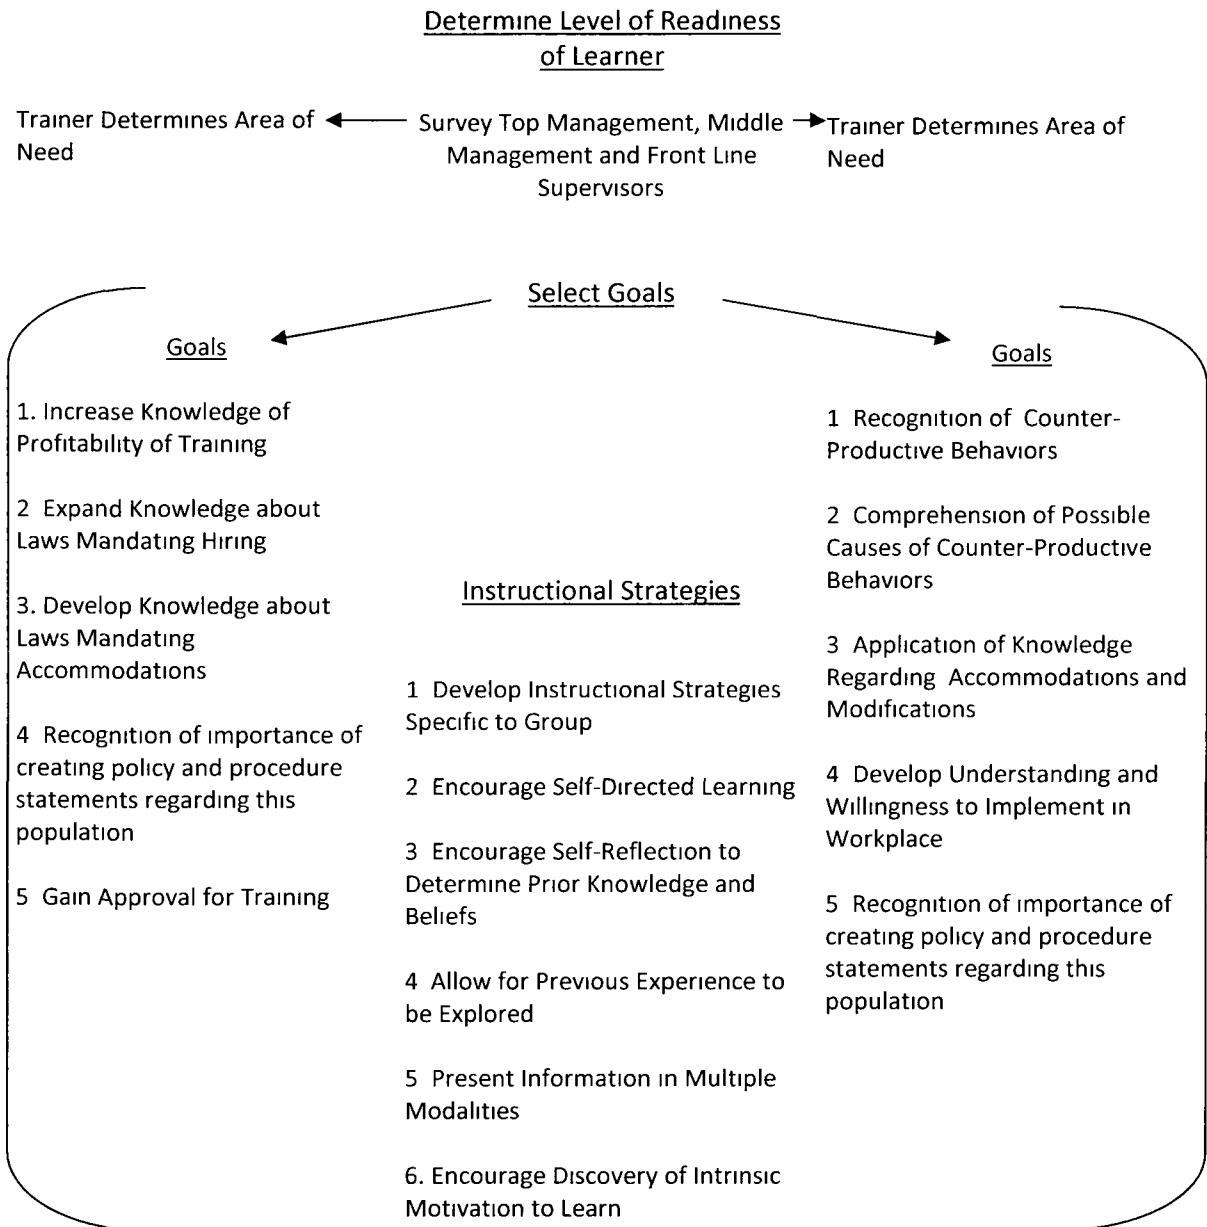 Determine Level of Readiness
of Learner
Trainer Determines Area of
Need
Survey Top Management, Middle
Management and Front Line
Supervisors
Trainer Determines Area of
Need
Select Goals
Goals
1. Increase Knowledge of
Profitability of Training
2 Expand Knowledge about
Laws Mandating Hiring
3. Develop Knowledge about
Laws Mandating
Accommodations
4 Recognition of importance of
creating policy and procedure
statements regarding this
population
5 Gain Approval for Training
Instructional Strategies
1 Develop Instructional Strategies
Specific to Group
2 Encourage Self-Directed Learning
3 Encourage Self-Reflection to
Determine Prior Knowledge and
Beliefs
4 Allow for Previous Experience to
be Explored
5 Present Information in Multiple
Modalities
6. Encourage Discovery of Intrinsic
Motivation to Learn
Goals
1 Recognition of Counter-
Productive Behaviors
2 Comprehension of Possible
Causes of Counter-Productive
Behaviors
3 Application of Knowledge
Regarding Accommodations and
Modifications
4 Develop Understanding and
Willingness to Implement in
Workplace
5 Recognition of importance of
creating policy and procedure
statements regarding this
population